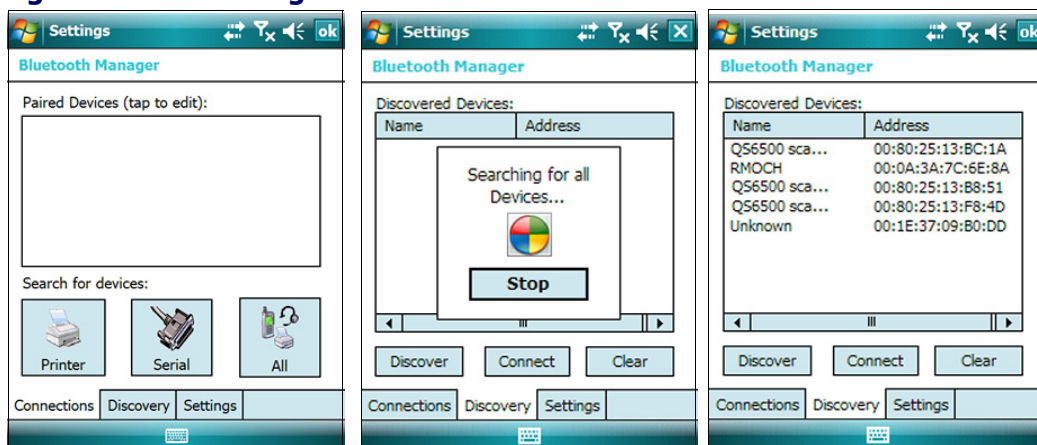 Settings
ok
Bluetooth Manager
Paired Devices (tap to edit):
Search for devices:
Printer
Serial
All
Connections Discovery Settings
Settings
Bluetooth Manager
Discovered Devices:
Name Address
Searching for all
Devices...
Stop
Discover Connect Clear
Connections Discovery Settings
Settings
ok
Bluetooth Manager
Discovered Devices:
Name Address
QS6500 sca... 00:80:25:13:BC:1A
RMOCH 00:0A:3A:7C:6E:8A
QS6500 sca... 00:80:25:13:B8:51
QS6500 sca... 00:80:25:13:F8:4D
Unknown 00:1E:37:09:B0:DD
Discover Connect Clear
Connections Discovery Settings